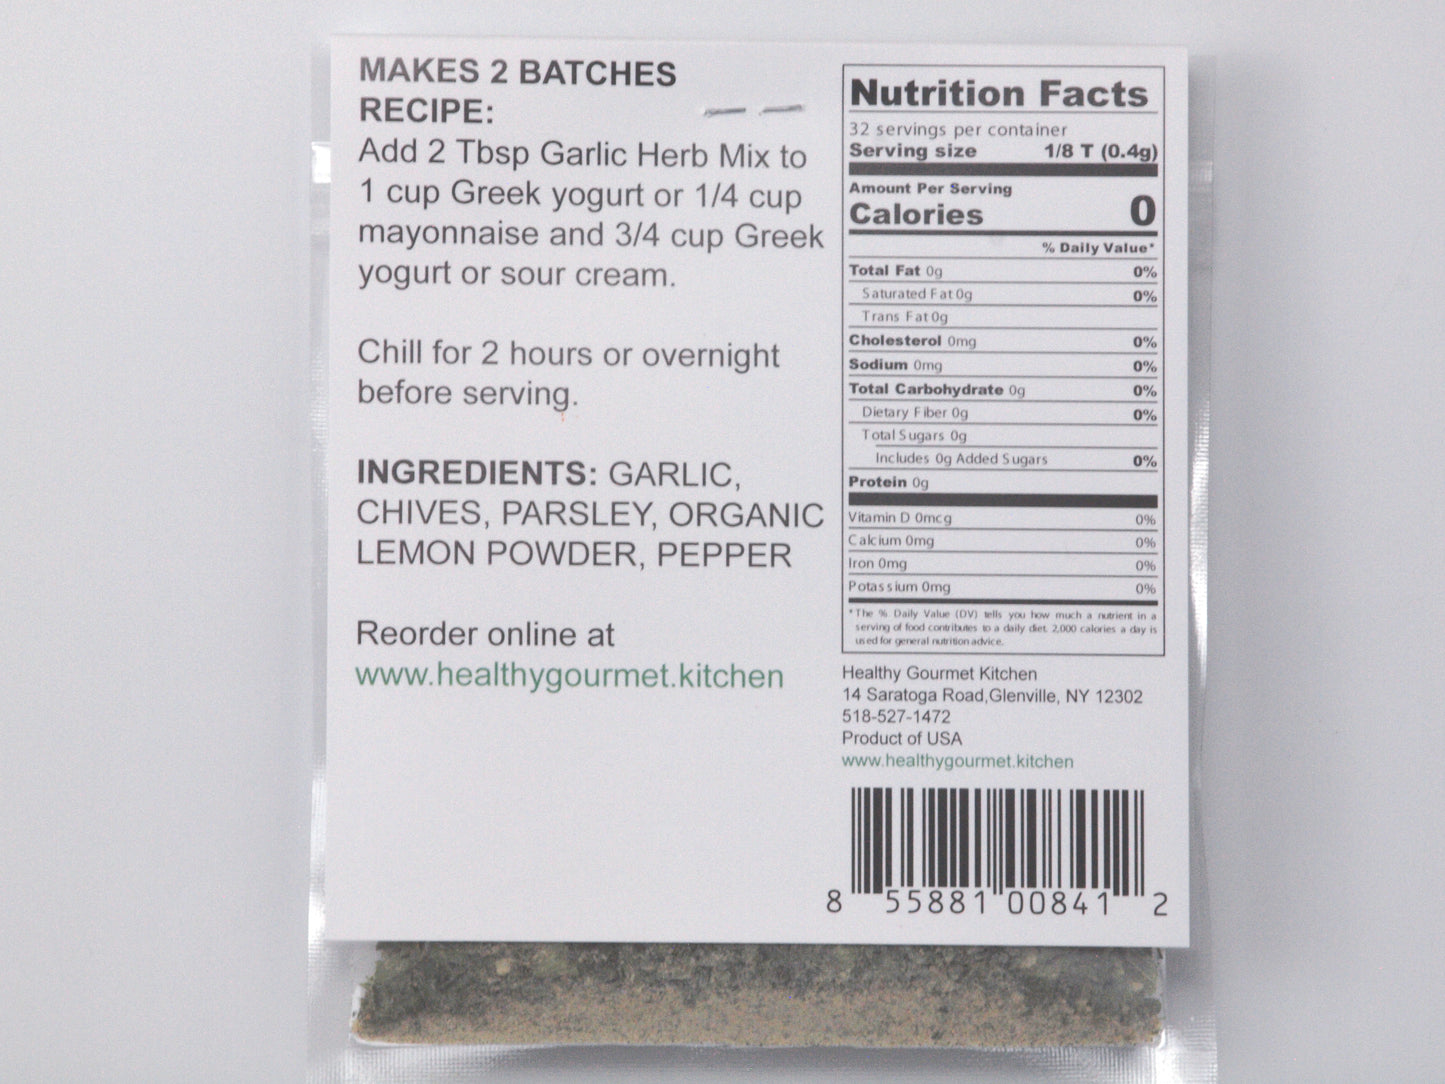 MAKES 2 BATCHES
RECIPE:
Add 2 Tbsp Garlic Herb Mix to
1 cup Greek yogurt or 1/4 cup
mayonnaise and 3/4 cup Greek
yogurt or sour cream.
Chill for 2 hours or overnight
before serving.
INGREDIENTS: GARLIC,
CHIVES, PARSLEY, ORGANIC
LEMON POWDER, PEPPER
Reorder online at
www.healthygourmet.kitchen
Nutrition Facts
32 servings per container
Serving size 1/8 T (0.4g)
Amount Per Serving
Calories 0
% Daily Value*
Total Fat 0g 0%
Saturated Fat 0g 0%
Trans Fat 0g
Cholesterol 0mg 0%
Sodium 0mg 0%
Total Carbohydrate 0g 0%
Dietary Fiber 0g 0%
Total Sugars 0g
Includes 0g Added Sugars 0%
Protein 0g
Vitamin D 0mcg 0%
Calcium 0mg 0%
Iron 0mg 0%
Potassium 0mg 0%
*The % Daily Value (DV) tells you how much a nutrient in a
serving of food contributes to a daily diet. 2,000 calories a day is
used for general nutrition advice.
Healthy Gourmet Kitchen
14 Saratoga Road,Glenville, NY 12302
518-527-1472
Product of USA
www.healthygourmet.kitchen
8 55881 00841 2